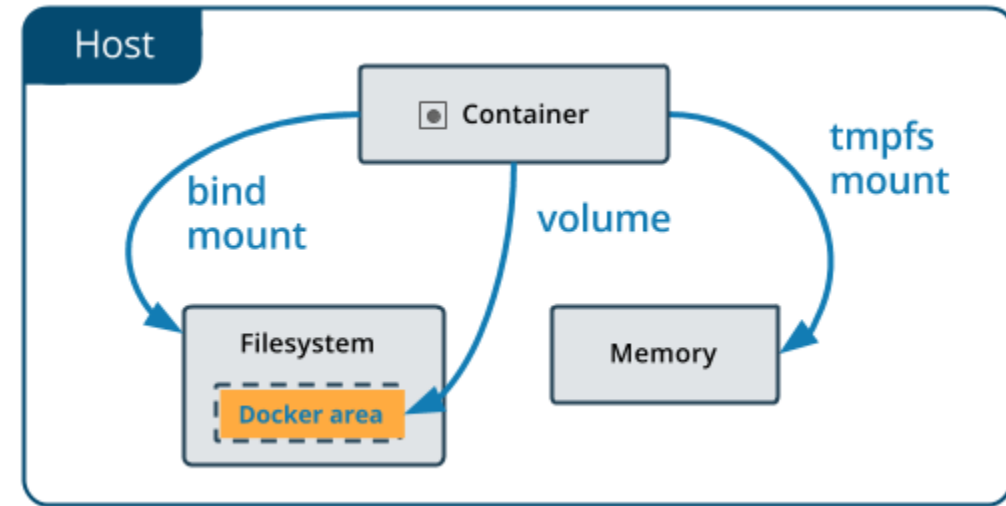 Host
Container
bind
mount
volume
tmpfs
mount
Filesystem
Docker area
Memory